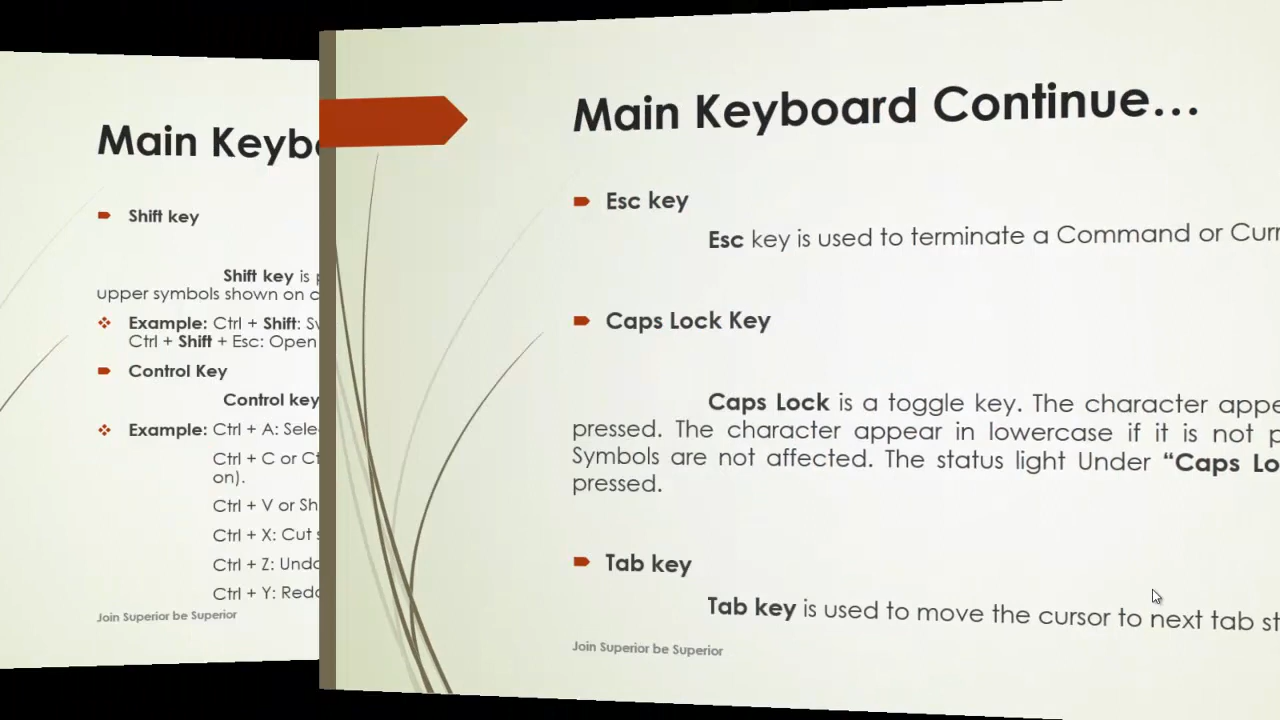 Main Keybo
Shift key
Shift key is
upper symbols shown on c
Example: Ctrl + Shift: Sw
Ctrl + Shift + Esc: Open
Control Key
Control key
Example: Ctrl + A: Sele
Ctrl + C or Ct
on).
Ctrl + V or Sh
Ctrl + X: Cut
Ctrl + Z: Undo
Ctrl + Y: Redo
Join Superior be Superior
Main Keyboard Continue...
Esc key
Esc key is used to terminate a Command or Curr
Caps Lock Key
Caps Lock is a toggle key. The character appe
pressed. The character appear in lowercase if it is not p
Symbols are not affected. The status light Under “Caps Lo
pressed.
Tab key
Tab key is used to move the cursor to next tab st
Join Superior be Superior